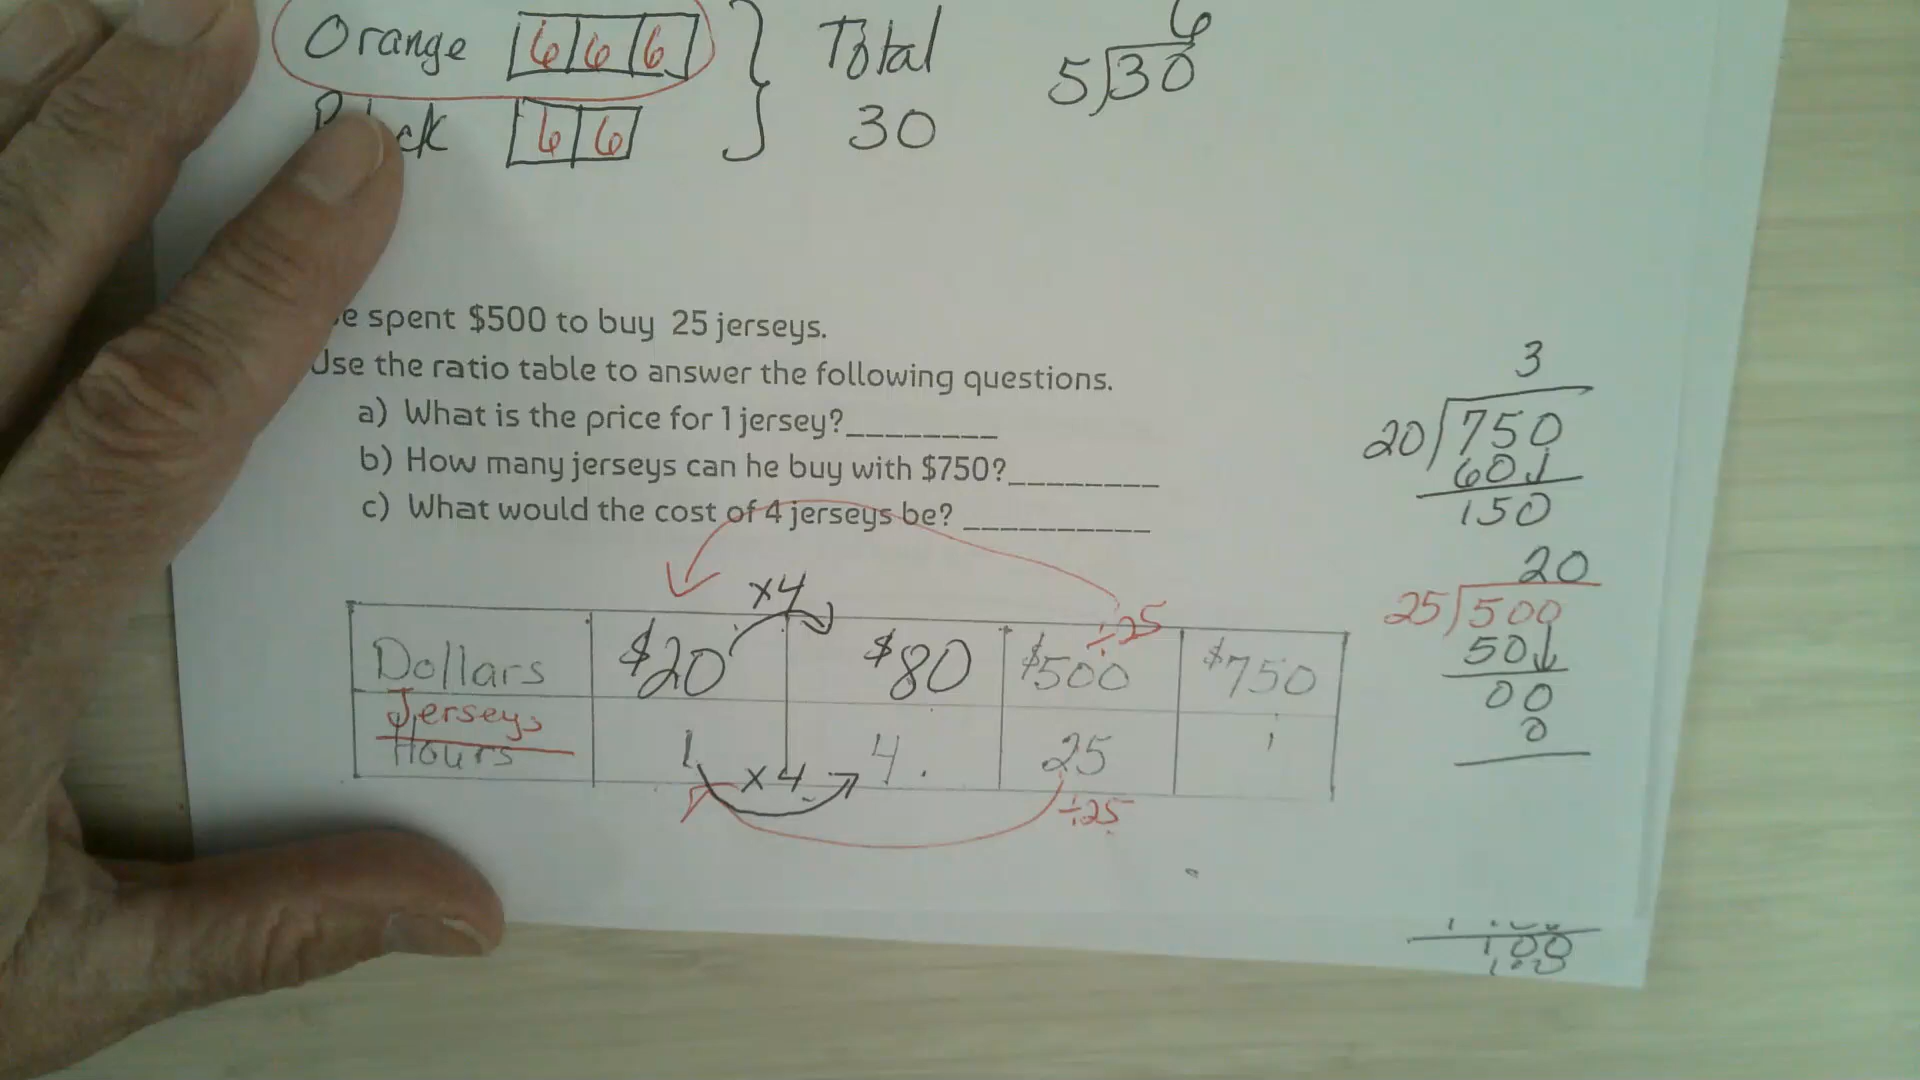 Orange 6 6 6 Total 6
5 30
6 6 30
e spent $500 to buy 25 jerseys.
Use the ratio table to answer the following questions.
a) What is the price for 1 jersey?________
b) How many jerseys can he buy with $750?________
c) What would the cost of 4 jerseys be? __________
3
20 750
60
150
20
25 500
50
00
0
x4
÷25
Dollars $20 $80 $500 $750
Jerseys
Hours 1 4. 25
x4
÷25